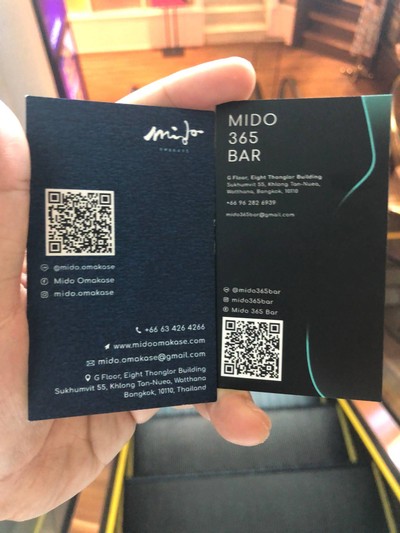 mido
OMAKASE
@mido.omakase
Mido Omakase
mido.omakase
+66 63 426 4266
www.midoomakase.com
mido.omakase@gmail.com
G Floor, Eight Thonglor Building
Sukhumvit 55, Khlong Tan-Nuea, Watthana
Bangkok, 10110, Thailand
MIDO
365
BAR
G Floor, Eight Thonglor Building
Sukhumvit 55, Khlong Tan-Nuea,
Watthana, Bangkok, 10110
+66 96 282 6939
mido365bar@gmail.com
@mido365bar
mido365bar
Mido 365 Bar